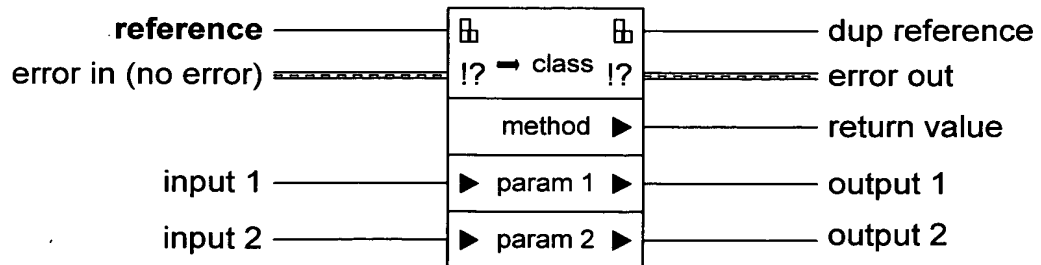 reference dup reference
error in (no error) !? class !? error out
method return value
input 1 param 1 output 1
input 2 param 2 output 2